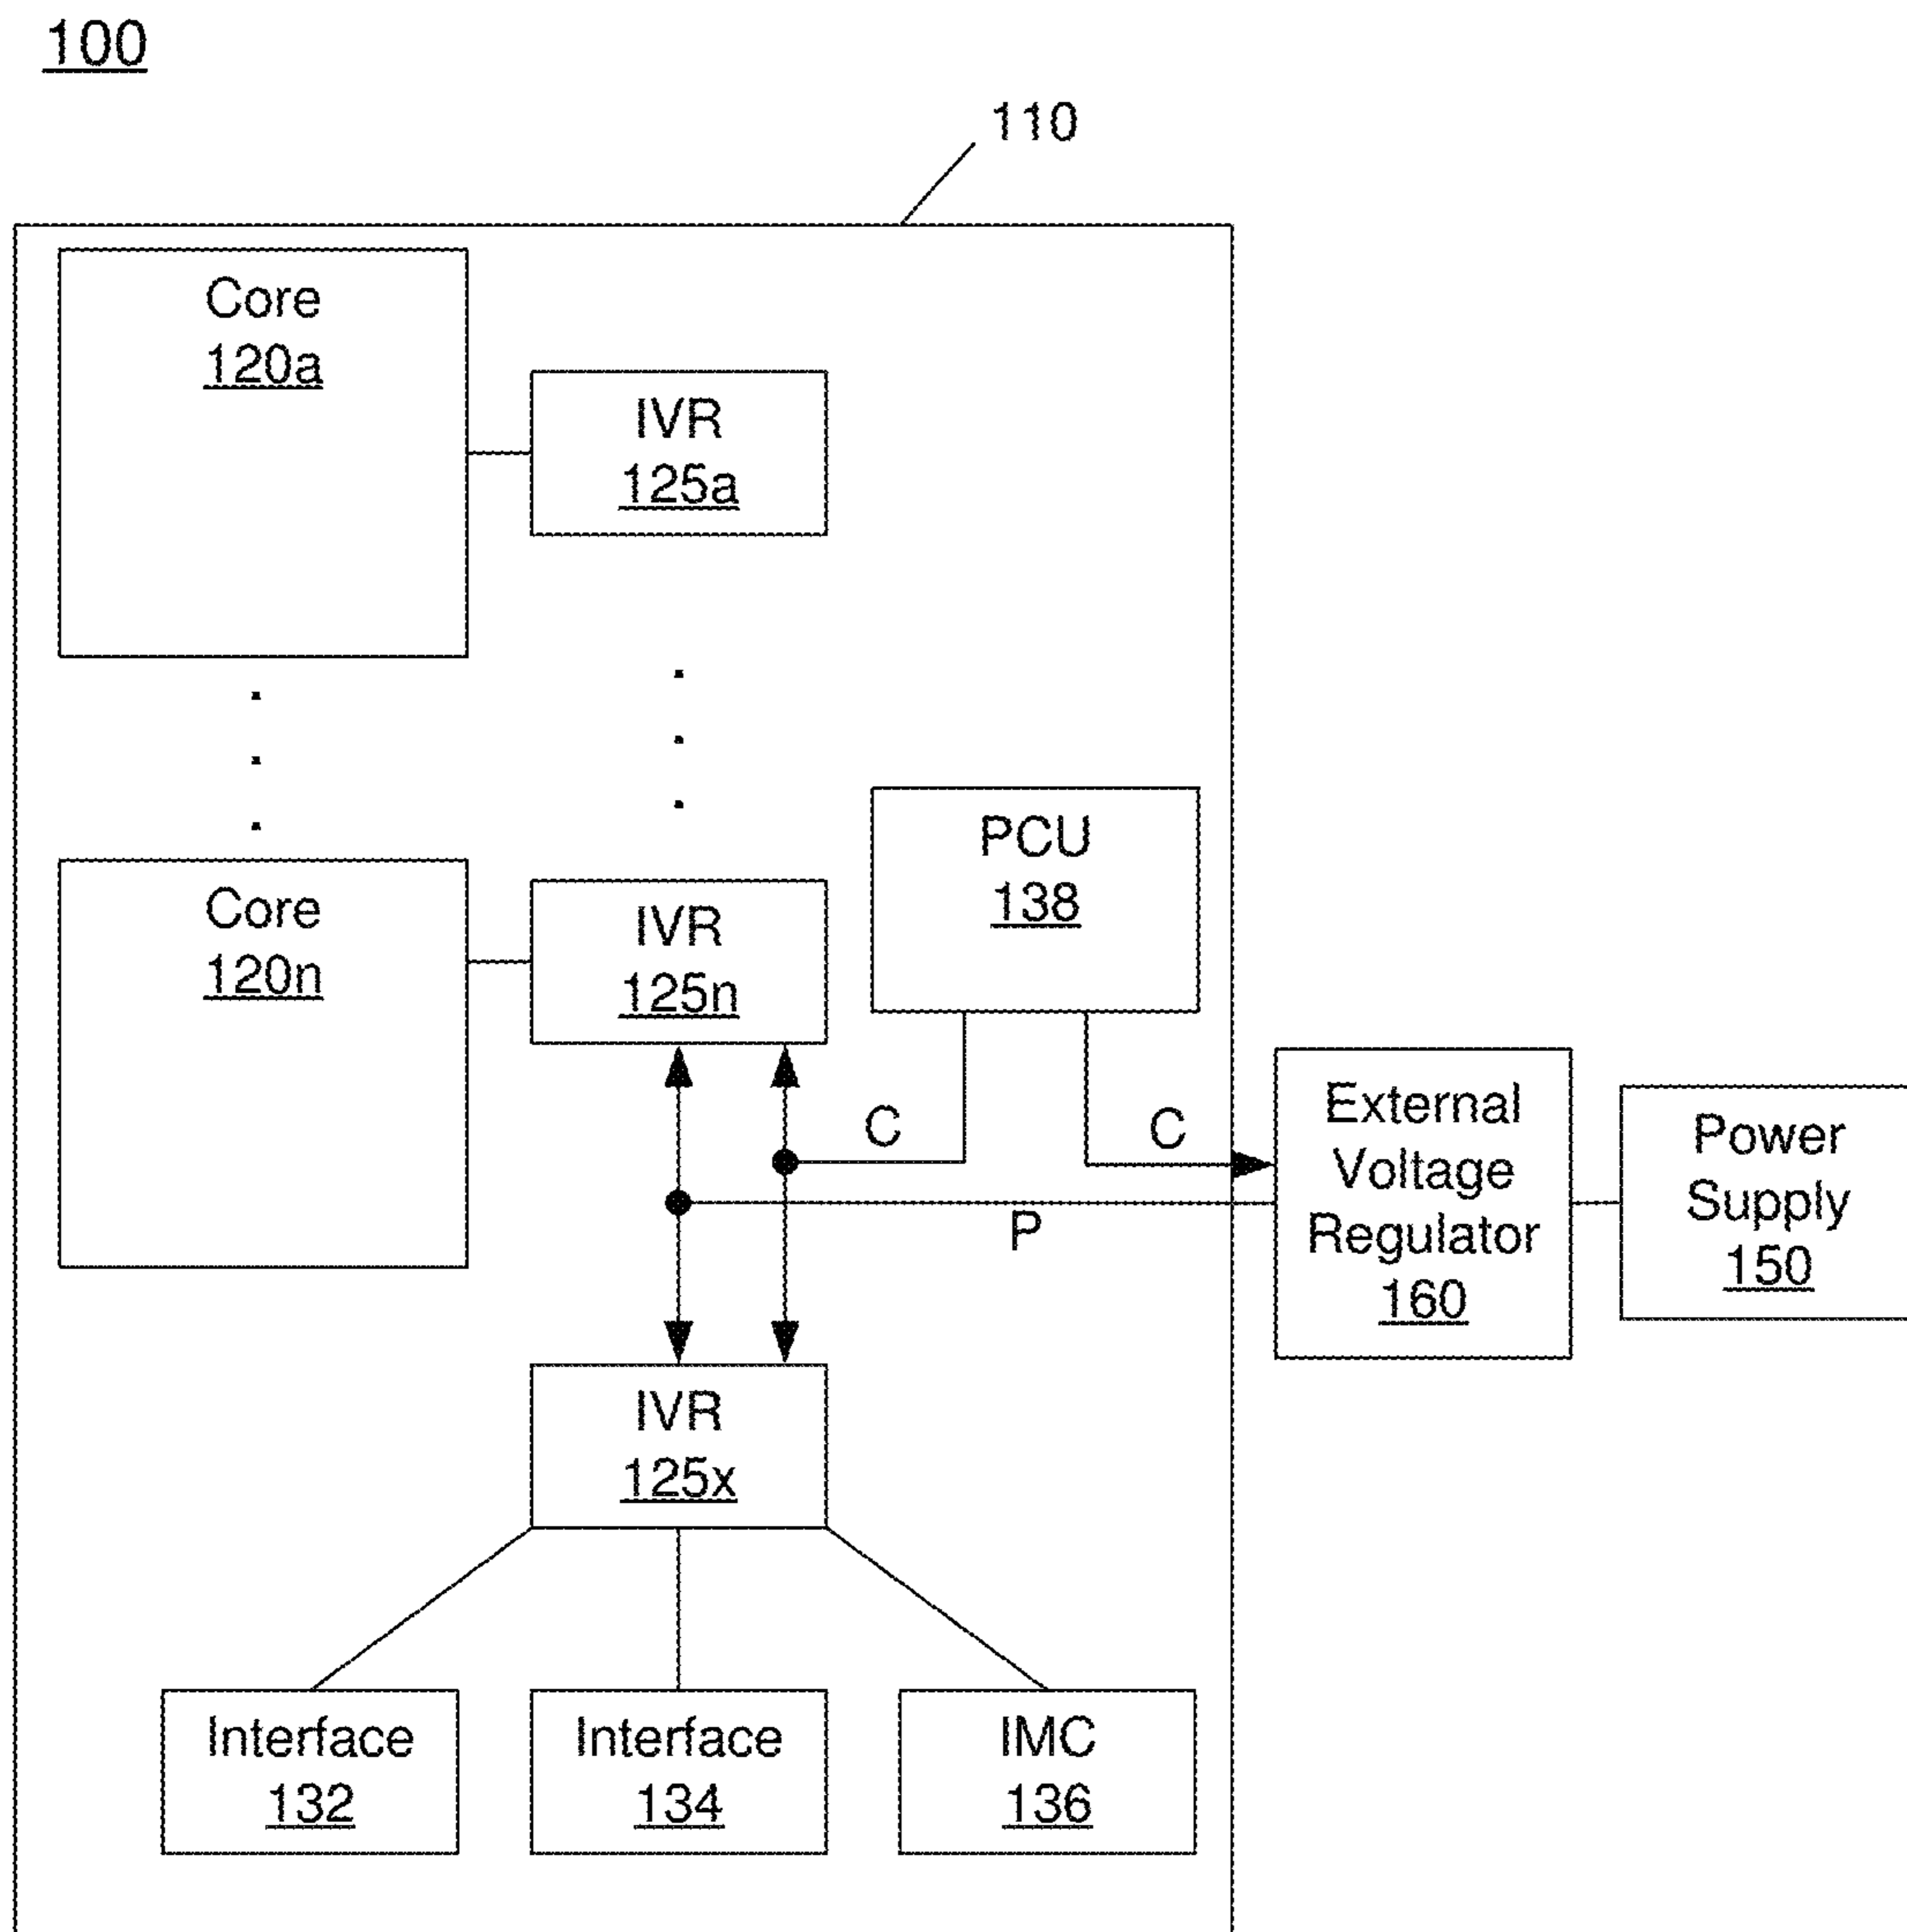 100
110
Core
120a
IVR
125a
PCU
138
Core
120n
IVR
125n
C
C
P
External
Voltage
Regulator
160
Power
Supply
150
IVR
125x
Interface
132
Interface
134
IMC
136